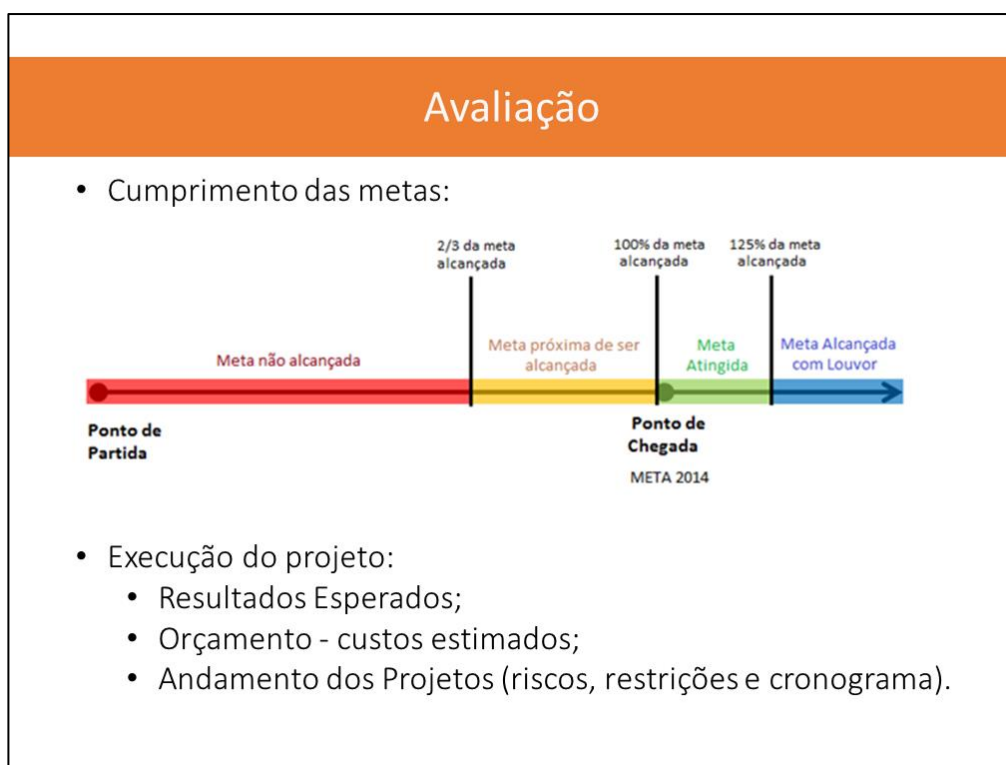 Avaliação
• Cumprimento das metas:
2/3 da meta
alcançada
100% da meta
alcançada
125% da meta
alcançada
Meta não alcançada
Meta próxima de ser
alcançada
Meta
Atingida
Meta Alcançada
com Louvor
Ponto de
Partida
Ponto de
Chegada
META 2014
• Execução do projeto:
• Resultados Esperados;
• Orçamento - custos estimados;
• Andamento dos Projetos (riscos, restrições e cronograma).